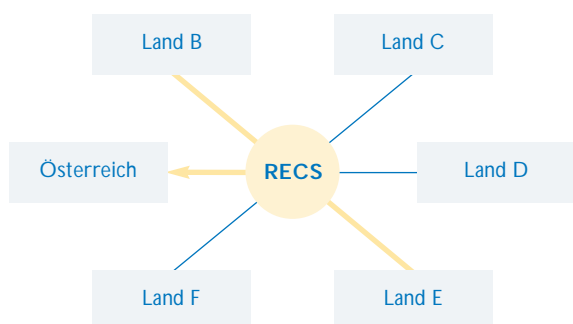 Land B
Land C
Österreich
RECS
Land D
Land F
Land E